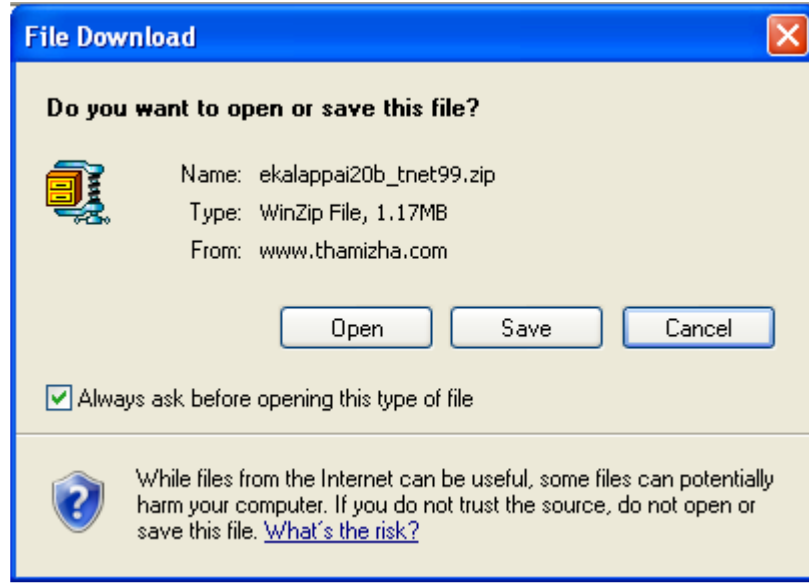 File Download
Do you want to open or save this file?
Name: ekalappai20b_tnet99.zip
Type: WinZip File, 1.17MB
From: www.thamizha.com
Open Save Cancel
Always ask before opening this type of file
While files from the Internet can be useful, some files can potentially
harm your computer. If you do not trust the source, do not open or
save this file. What's the risk?